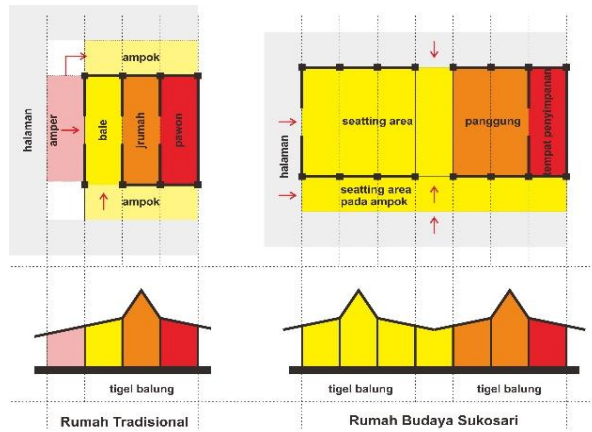 ampok
halaman
amper
bale
jrumah
pawon
ampok
halaman
seatting area
panggung
tempat penyimpanan
seatting area
pada ampok
tigel balung
tigel balung
tigel balung
Rumah Tradisional
Rumah Budaya Sukosari